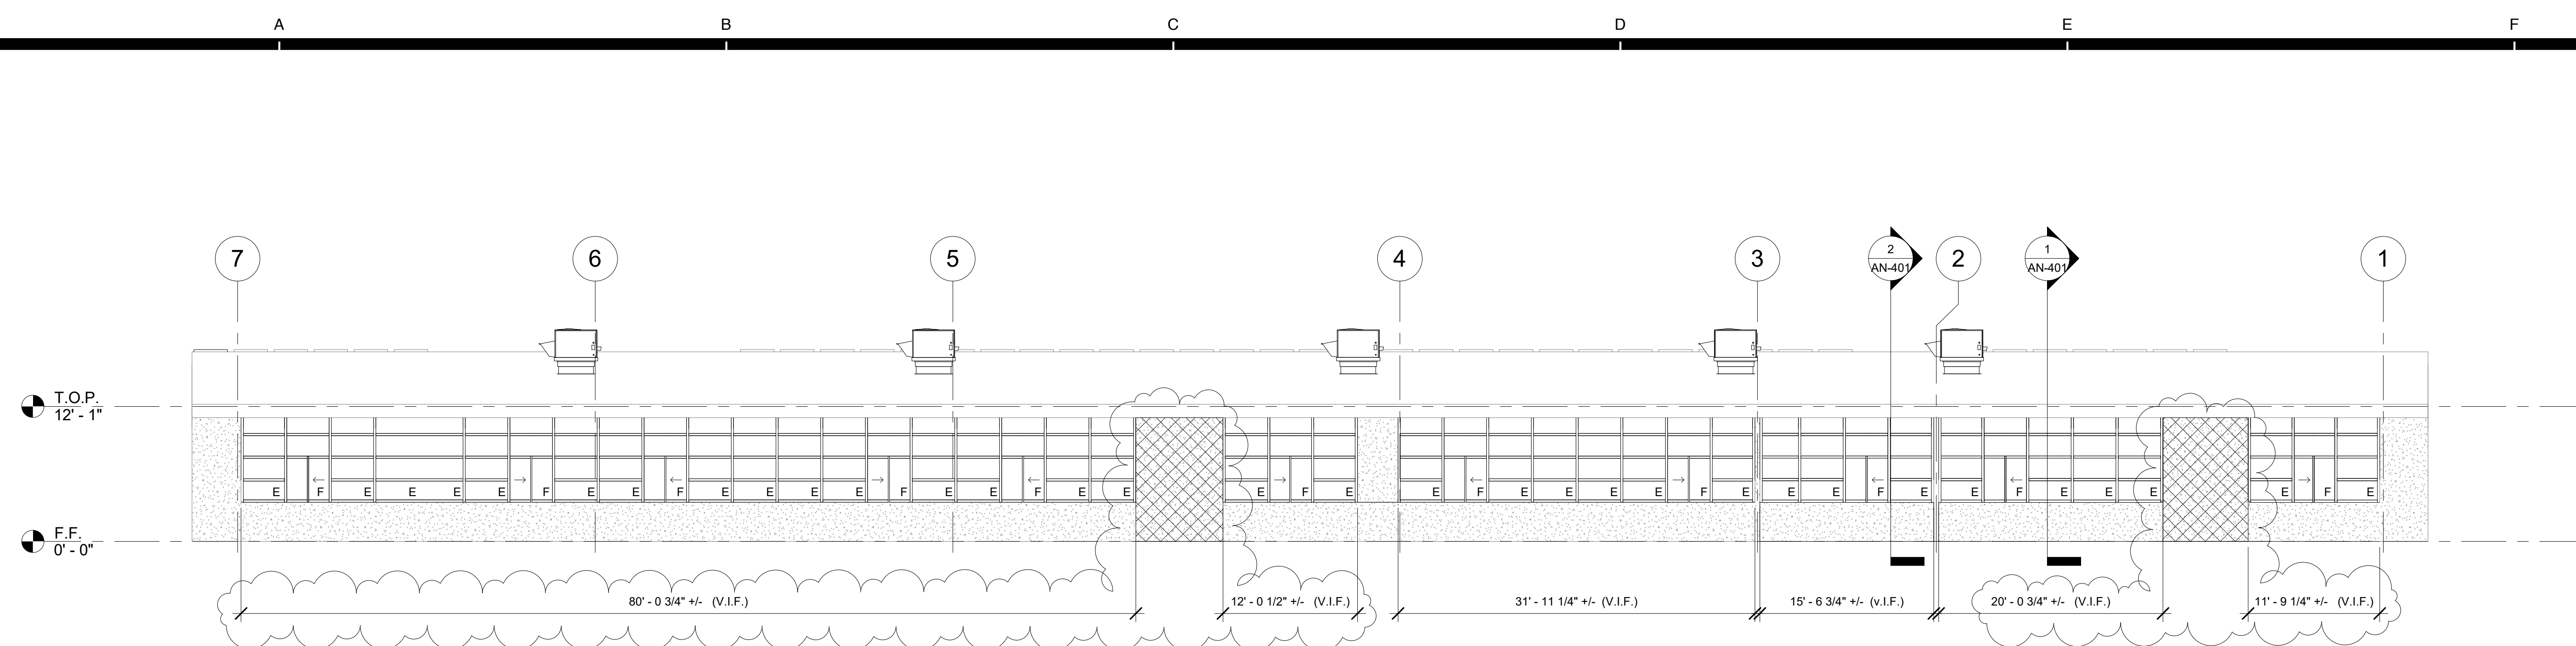 A B C D E F
7 6 5 4 3 2 AN-401 2 1 AN-401 1
T.O.P.
12' - 1"
E F E E E E F E E F E E E E F E E F E E E F E E F E E E E F E E E F E E F E E E E F E
F.F.
0' - 0"
80' - 0 3/4" +/- (V.I.F.) 12' - 0 1/2" +/- (V.I.F.) 31' - 11 1/4" +/- (V.I.F.) 15' - 6 3/4" +/- (v.I.F.) 20' - 0 3/4" +/- (V.I.F.) 11' - 9 1/4" +/- (V.I.F.)